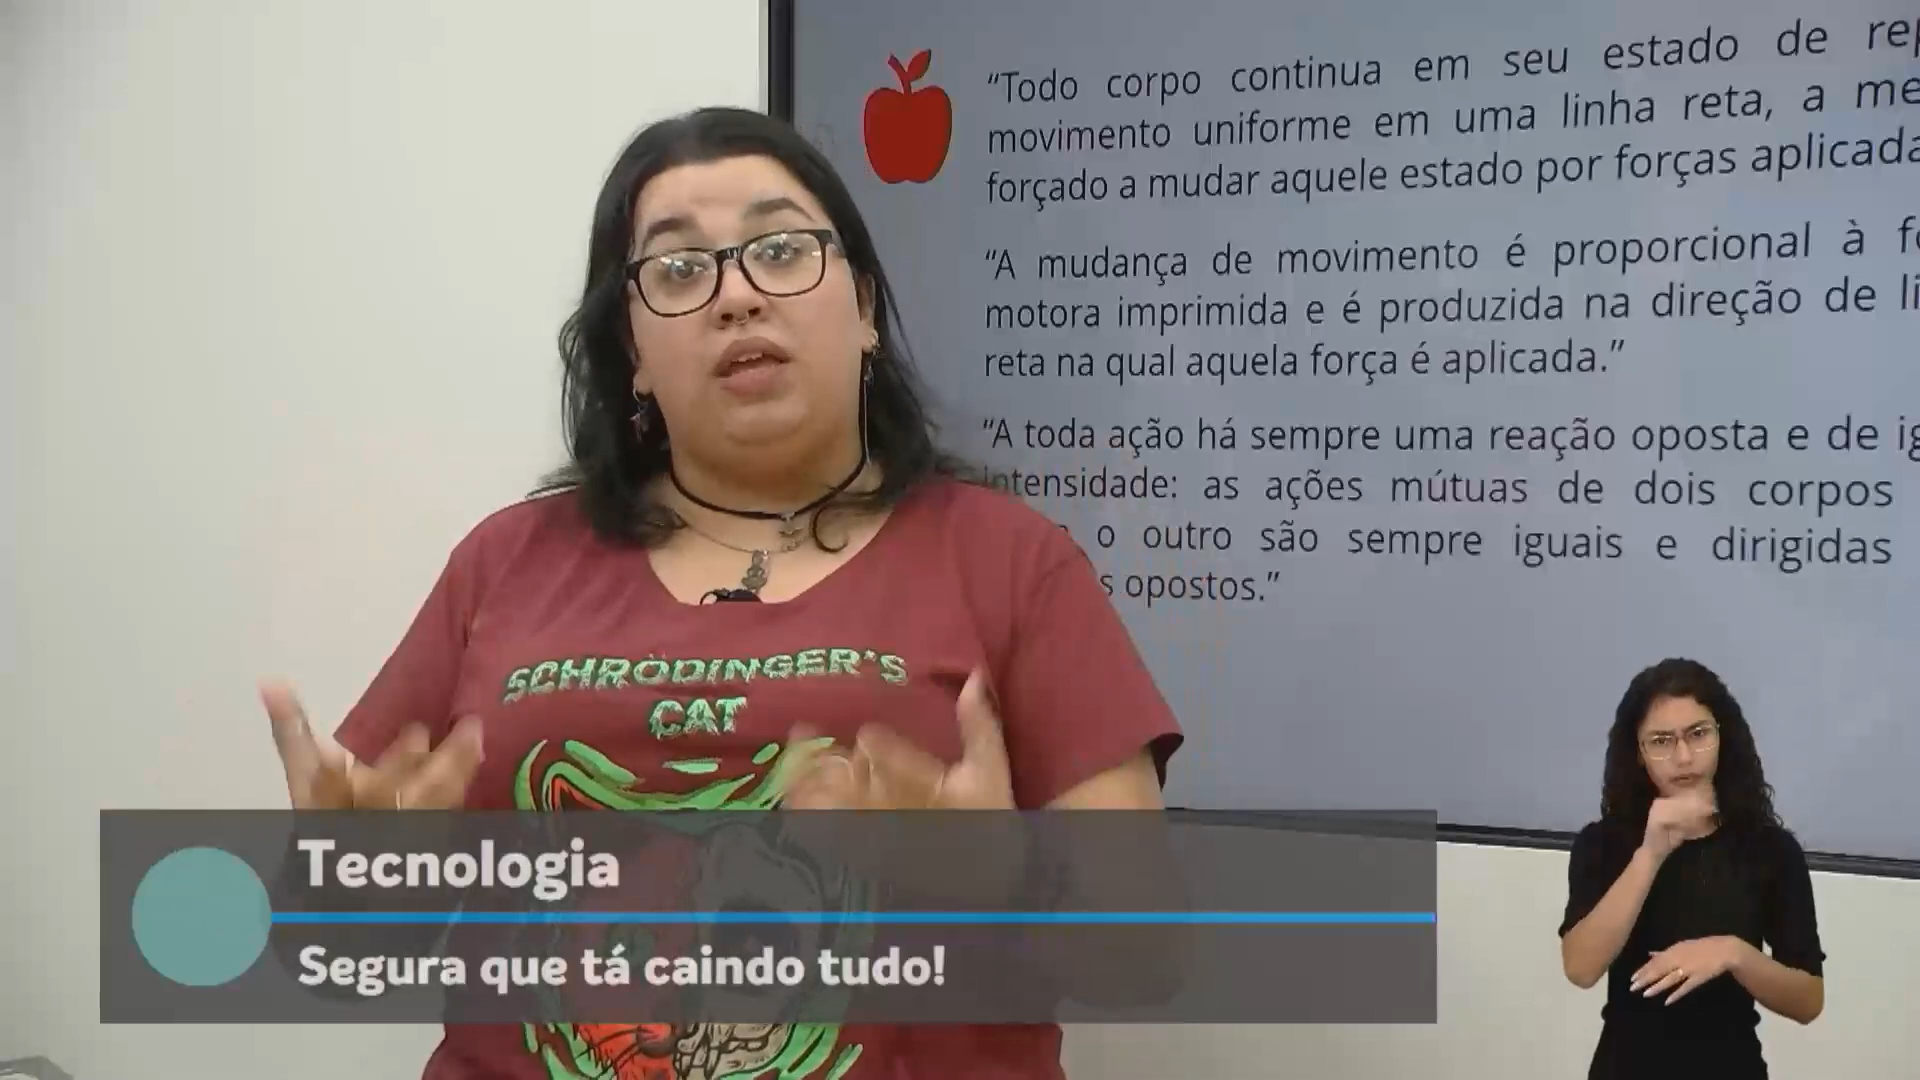 “Todo corpo continua em seu estado de
movimento uniforme em uma linha reta, a
forçado a mudar aquele estado por forças
“A mudança de movimento é proporcional à
motora imprimida e é produzida na direção de
reta na qual aquela força é aplicada.”
“A toda ação há sempre uma reação oposta e de
intensidade: as ações mútuas de dois corpos
o outro são sempre iguais e dirigidas
opostos.”
SCHRÖDINGER'S
CAT
Tecnologia
Segura que tá caindo tudo!